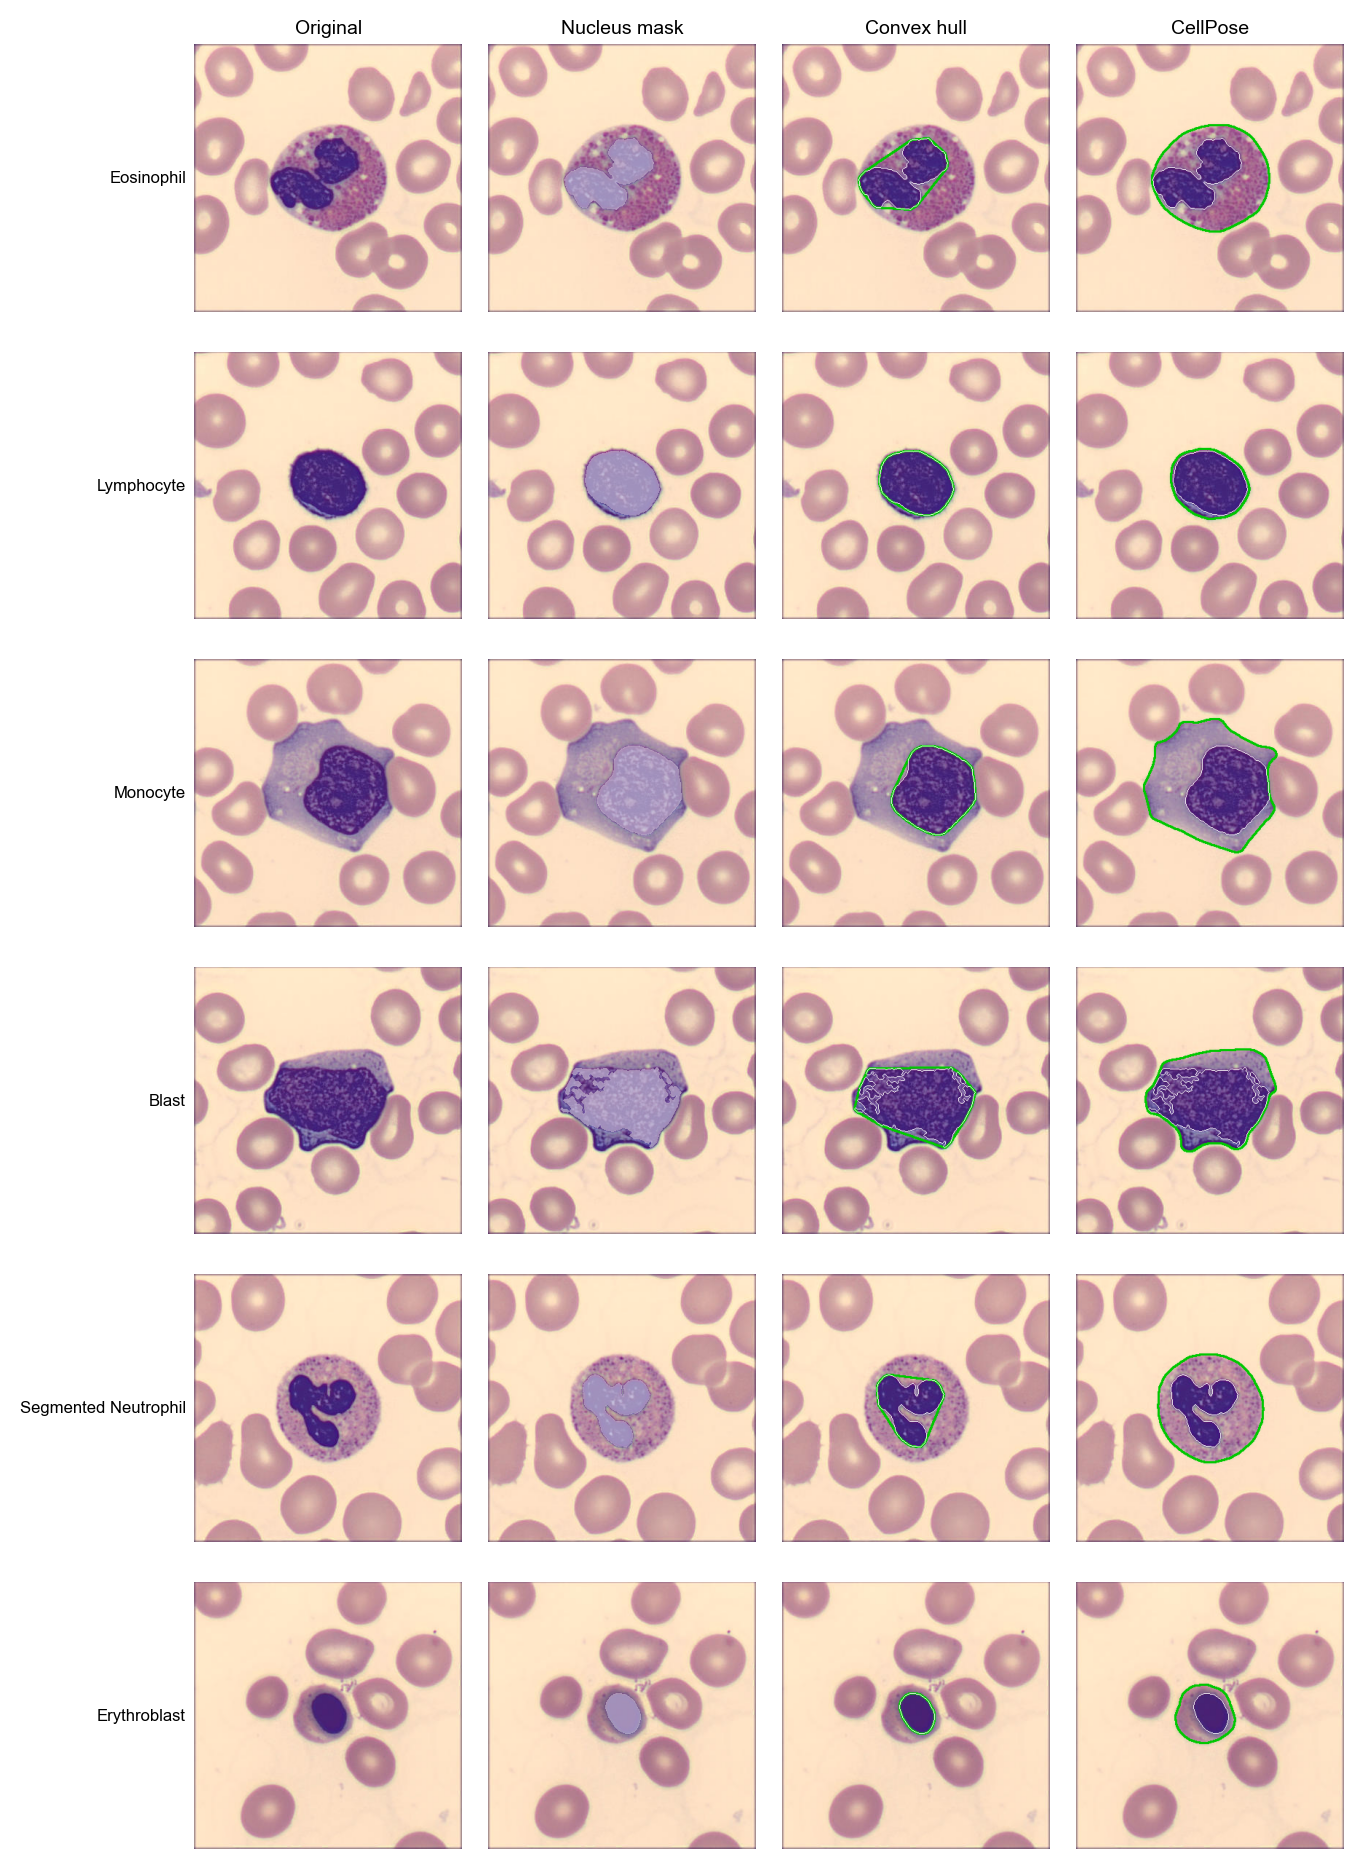 Original Nucleus mask Convex hull CellPose
Eosinophil
Lymphocyte
Monocyte
Blast
Segmented Neutrophil
Erythroblast